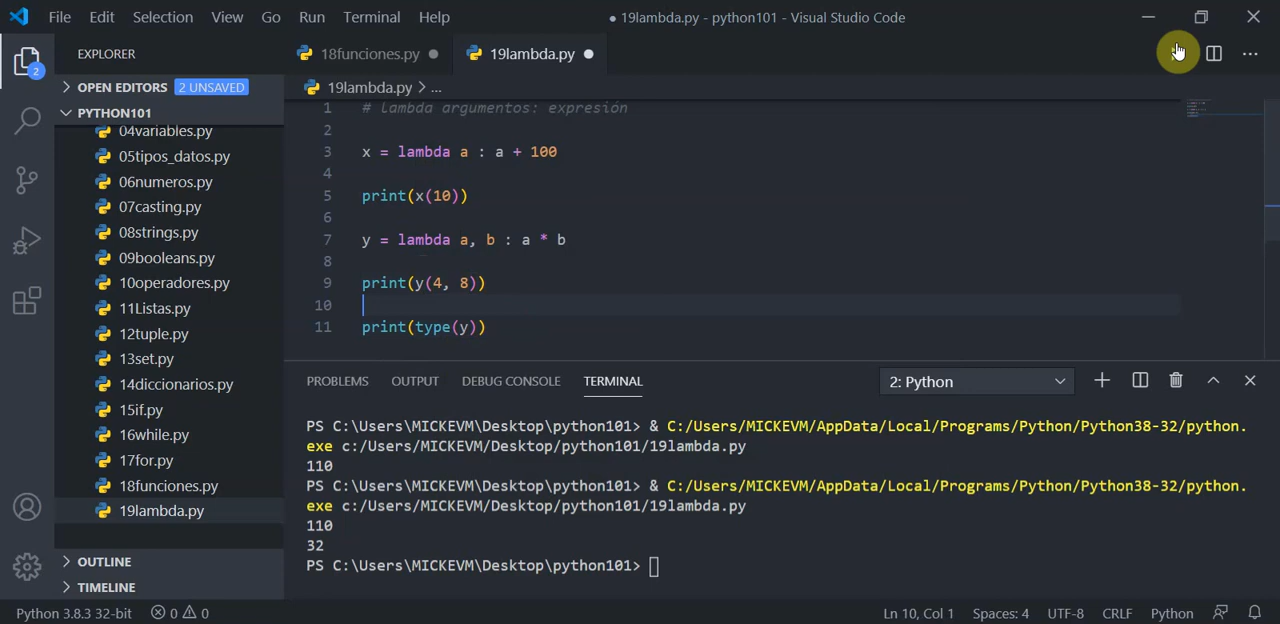 File Edit Selection View Go Run Terminal Help
● 19lambda.py - python101 - Visual Studio Code
EXPLORER
18funciones.py
19lambda.py
OPEN EDITORS 2 UNSAVED
2
19lambda.py > ...
PYTHON101
04variables.py
05tipos_datos.py
06numeros.py
07casting.py
08strings.py
09booleans.py
10operadores.py
11Listas.py
12tuple.py
13set.py
14diccionarios.py
15if.py
16while.py
17for.py
18funciones.py
19lambda.py
OUTLINE
TIMELINE
1 # lambda argumentos: expresión
2
3 x = lambda a : a + 100
4
5 print(x(10))
6
7 y = lambda a, b : a * b
8
9 print(y(4, 8))
10
11 print(type(y))
PROBLEMS OUTPUT DEBUG CONSOLE TERMINAL 2: Python
PS C:\Users\MICKEVM\Desktop\python101> & C:/Users/MICKEVM/AppData/Local/Programs/Python/Python38-32/python.
exe c:/Users/MICKEVM/Desktop/python101/19lambda.py
110
PS C:\Users\MICKEVM\Desktop\python101> & C:/Users/MICKEVM/AppData/Local/Programs/Python/Python38-32/python.
exe c:/Users/MICKEVM/Desktop/python101/19lambda.py
110
32
PS C:\Users\MICKEVM\Desktop\python101>
Python 3.8.3 32-bit 0 0 Ln 10, Col 1 Spaces: 4 UTF-8 CRLF Python